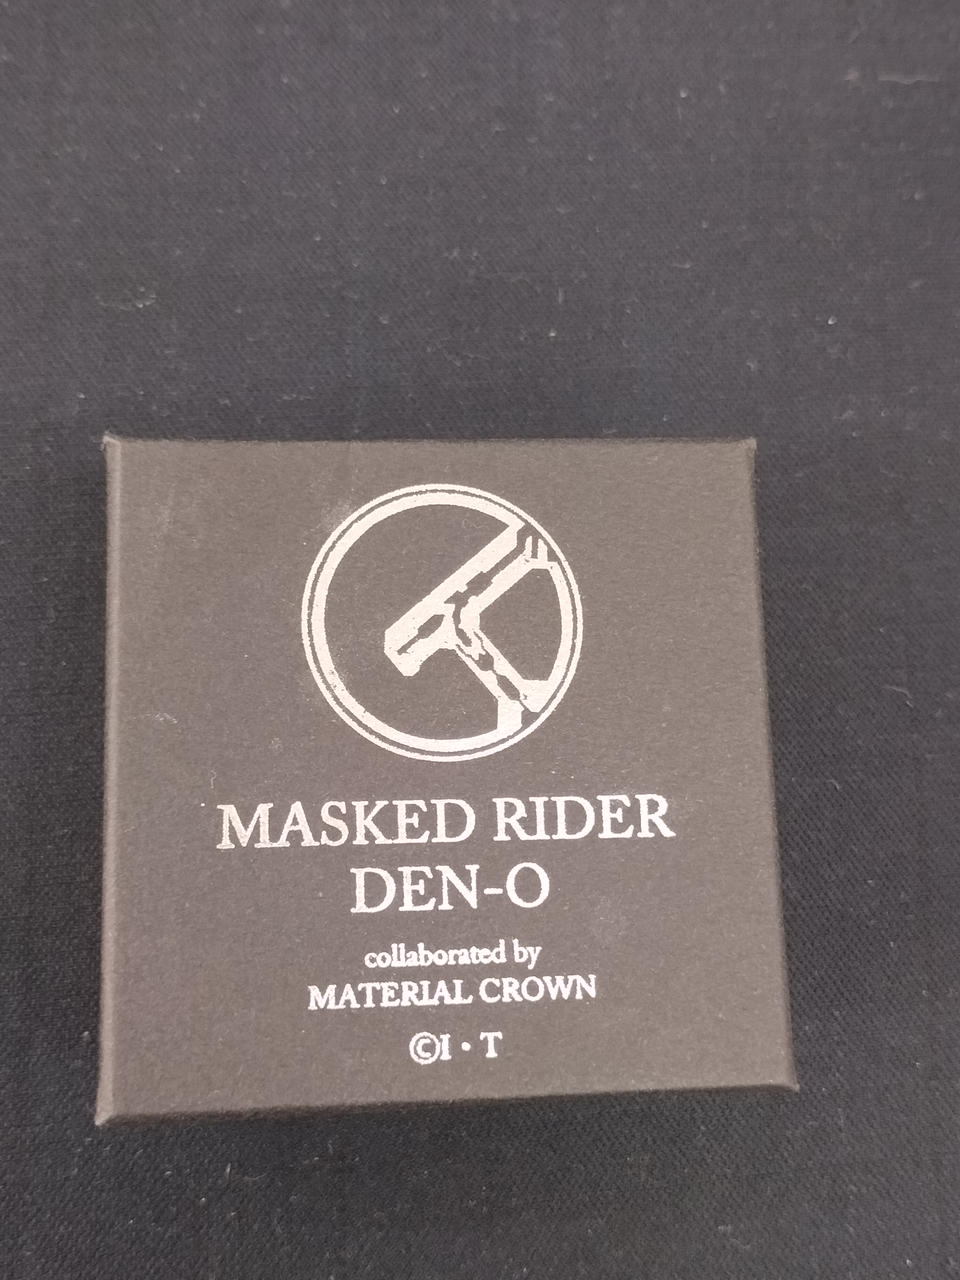 MASKED RIDER
DEN-O
collaborated by
MATERIAL CROWN
©I・T